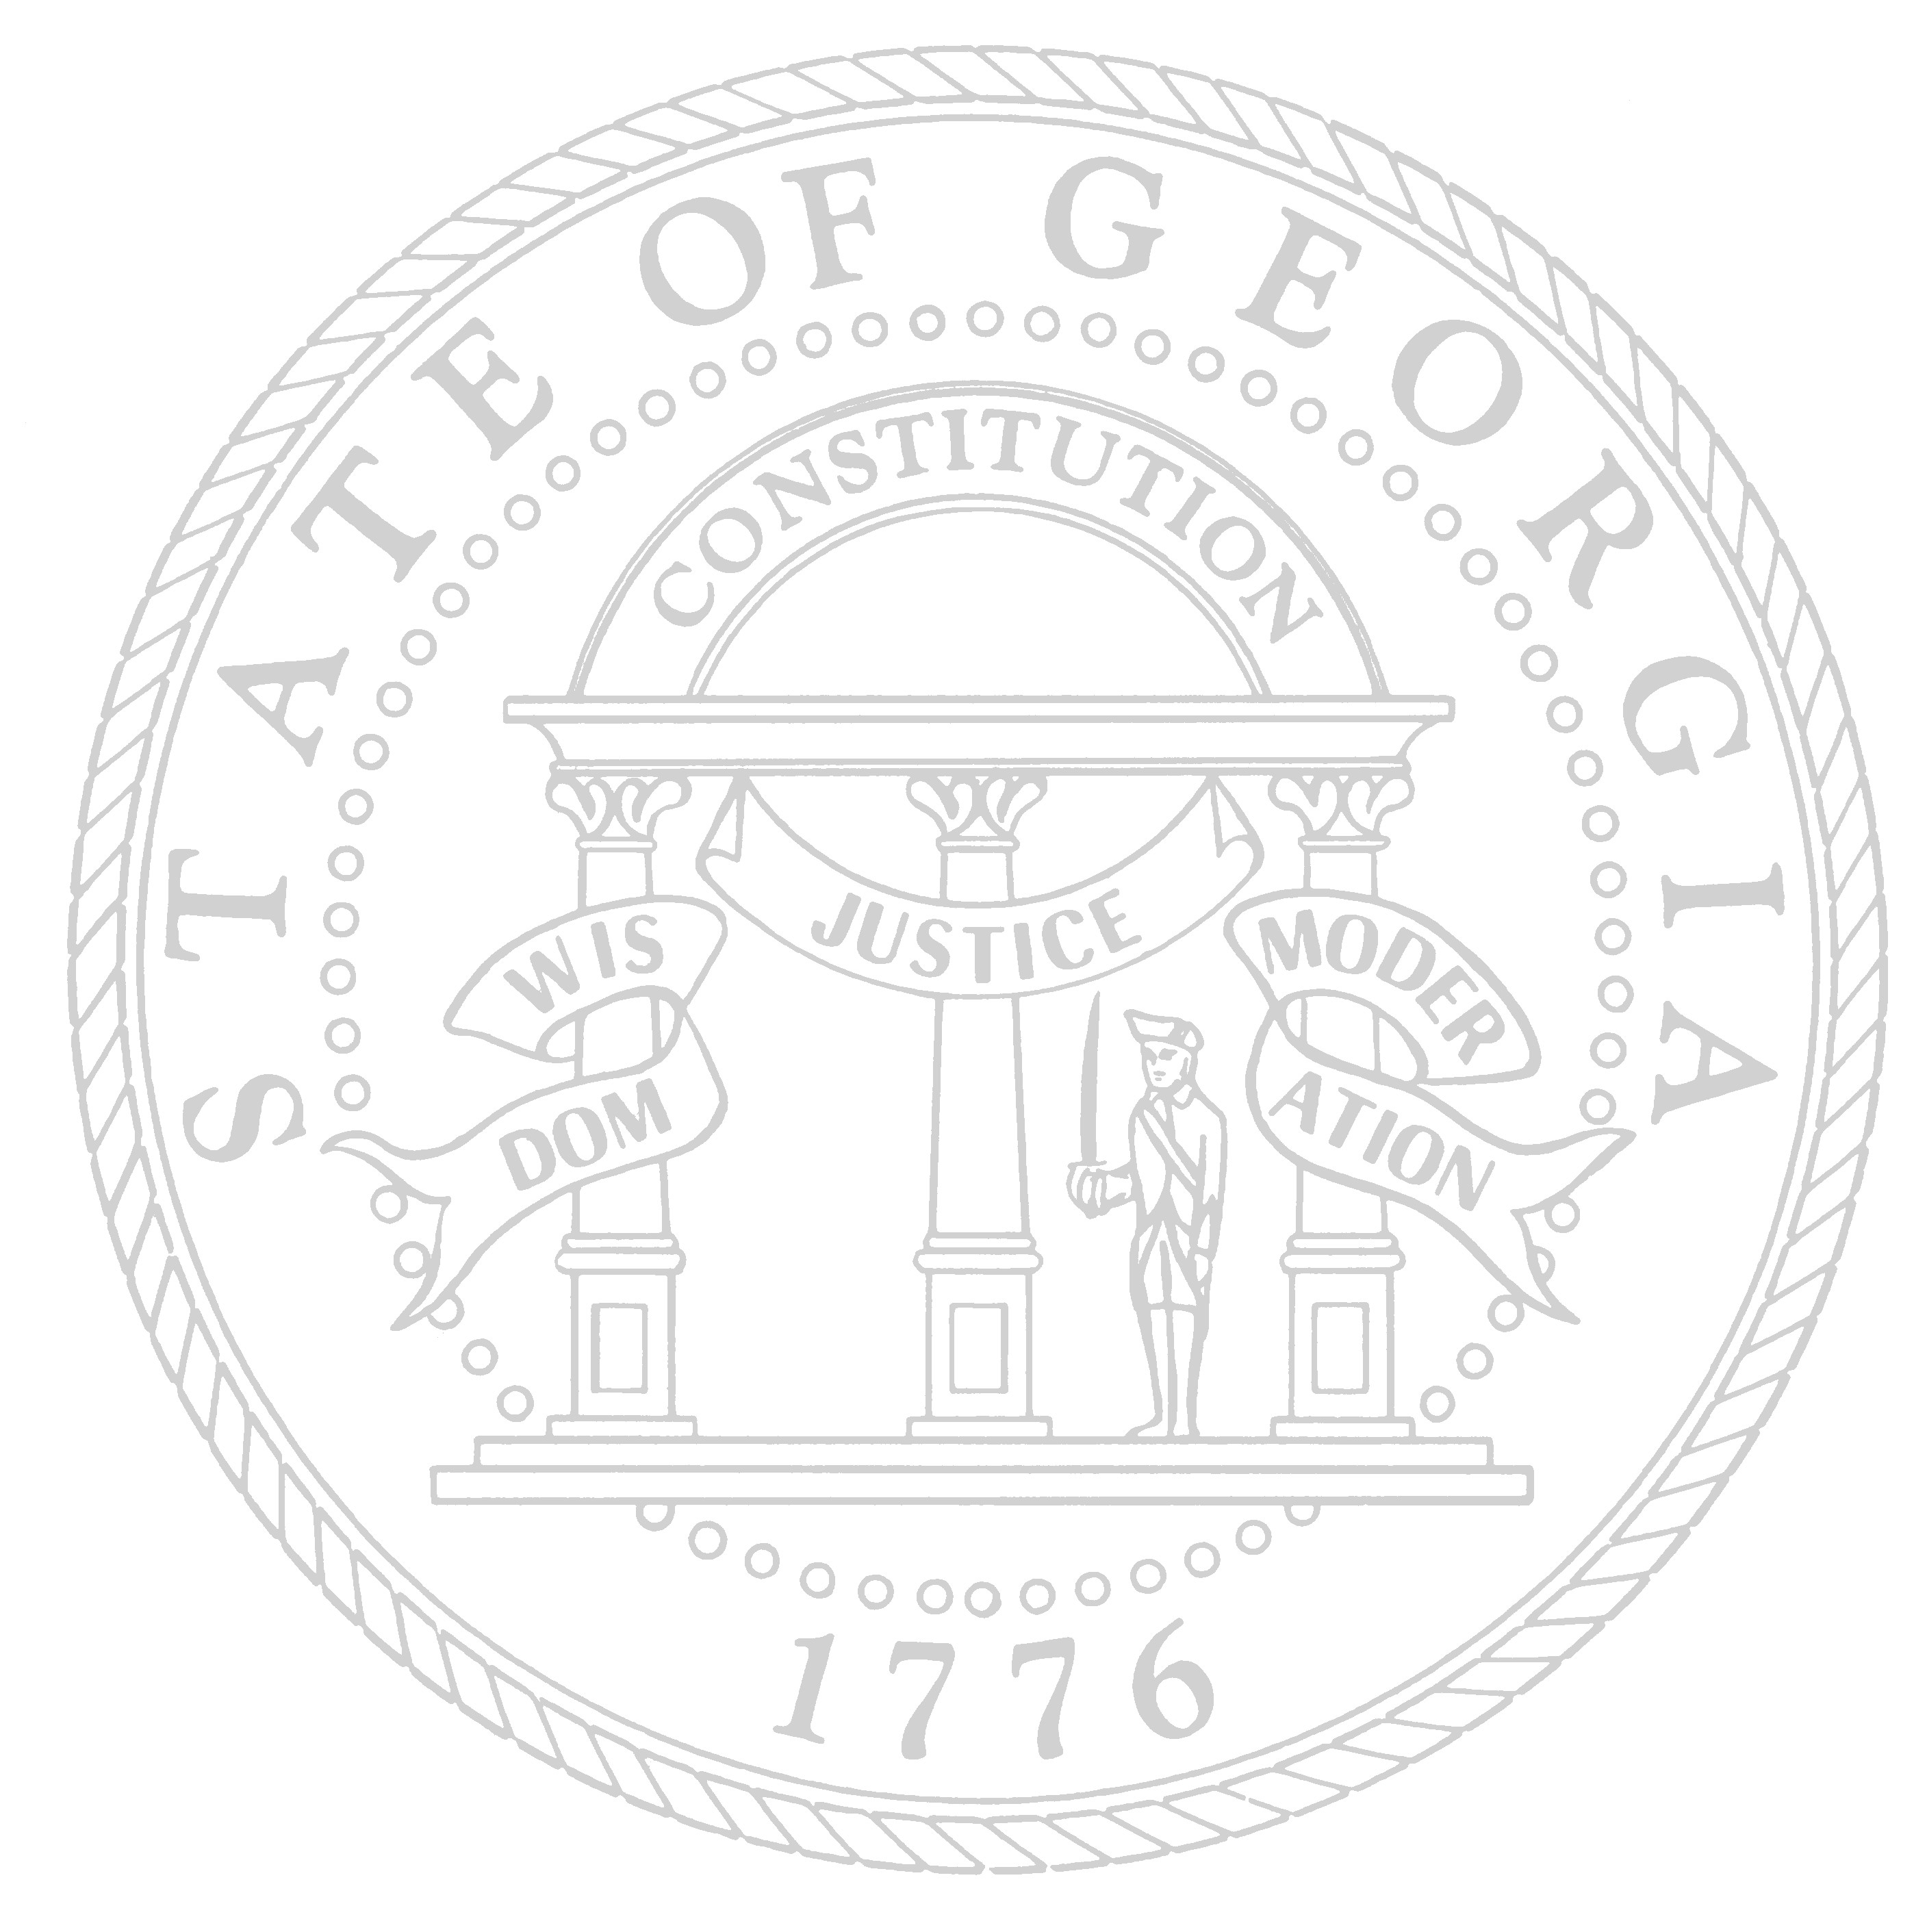 STATE OF GEORGIA
CONSTITUTION
WIS
DOM
JUSTICE
MODER
ATION
1776